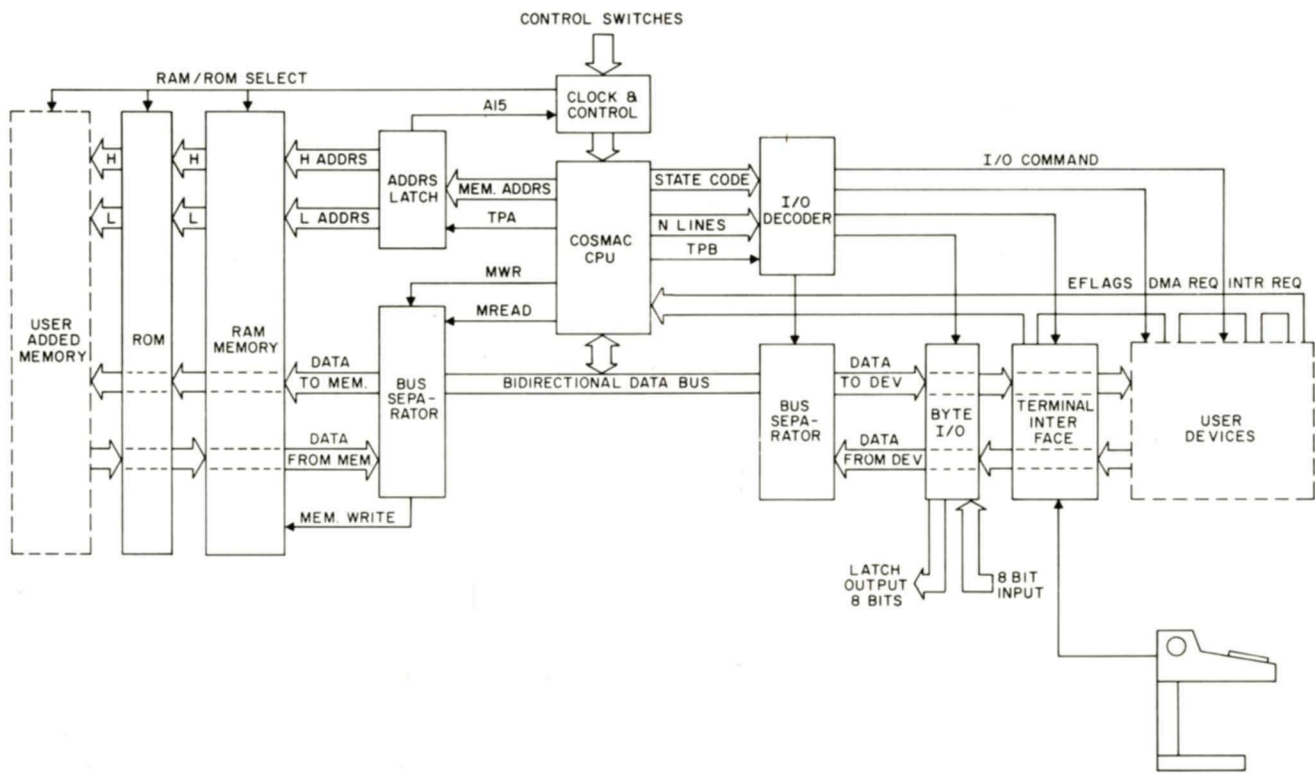 CONTROL SWITCHES
RAM/ROM SELECT
CLOCK &
CONTROL
A15
H
H
H ADDRS
ADDRS
LATCH
MEM. ADDRS
STATE CODE
I/O
DECODER
I/O COMMAND
L
L
L ADDRS
TPA
COSMAC
CPU
N LINES
TPB
MWR
MREAD
EFLAGS DMA REQ INTR REQ
USER
ADDED
MEMORY
ROM
RAM
MEMORY
DATA
TO MEM.
BUS
SEPA-
RATOR
BIDIRECTIONAL DATA BUS
BUS
SEPA-
RATOR
DATA
TO DEV
BYTE
I/O
TERMINAL
INTER
FACE
USER
DEVICES
DATA
FROM MEM
DATA
FROM DEV
MEM. WRITE
LATCH
OUTPUT
8 BITS
8 BIT
INPUT